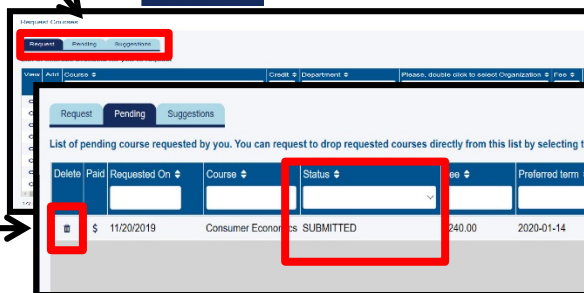 Request Courses
Request Pending Suggestions
View Add Course Credit Department Please, double click to select Organization Fee
Request Pending Suggestions
List of pending course requested by you. You can request to drop requested courses directly from this list by selecting t
Delete Paid Requested On Course Status ee Preferred term
$ 11/20/2019 Consumer Economics SUBMITTED 240.00 2020-01-14